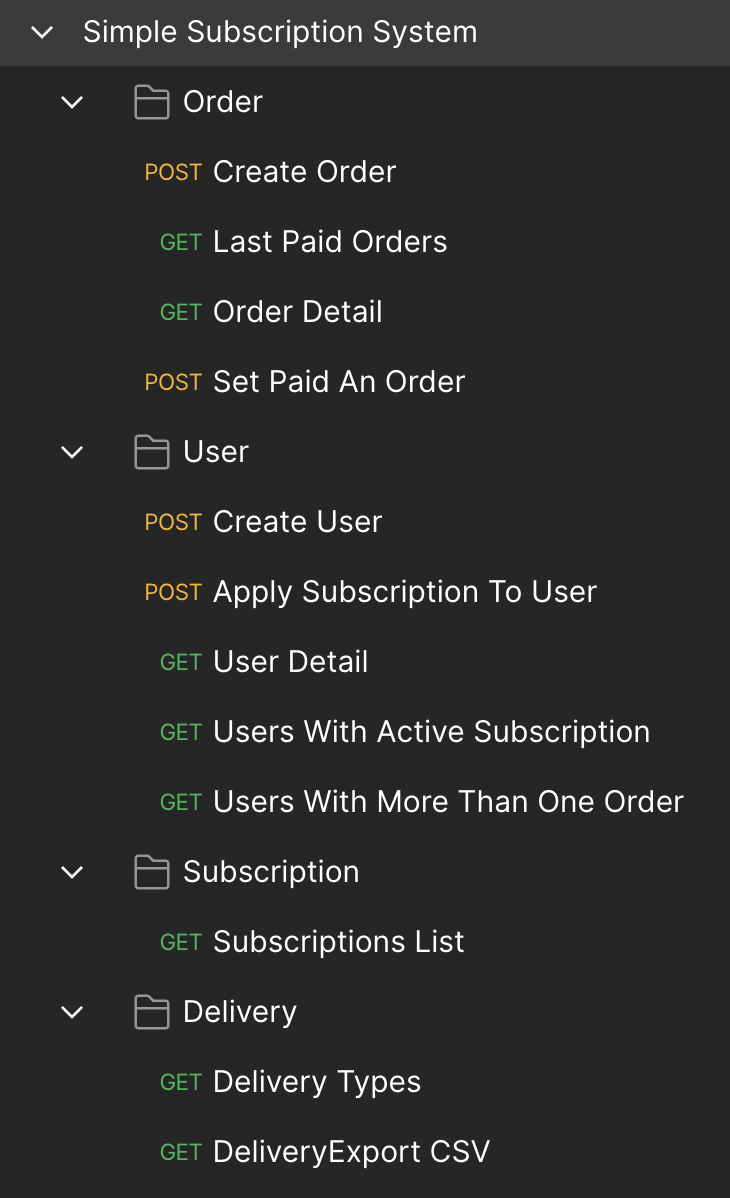 Simple Subscription System
Order
POST Create Order
GET Last Paid Orders
GET Order Detail
POST Set Paid An Order
User
POST Create User
POST Apply Subscription To User
GET User Detail
GET Users With Active Subscription
GET Users With More Than One Order
Subscription
GET Subscriptions List
Delivery
GET Delivery Types
GET DeliveryExport CSV